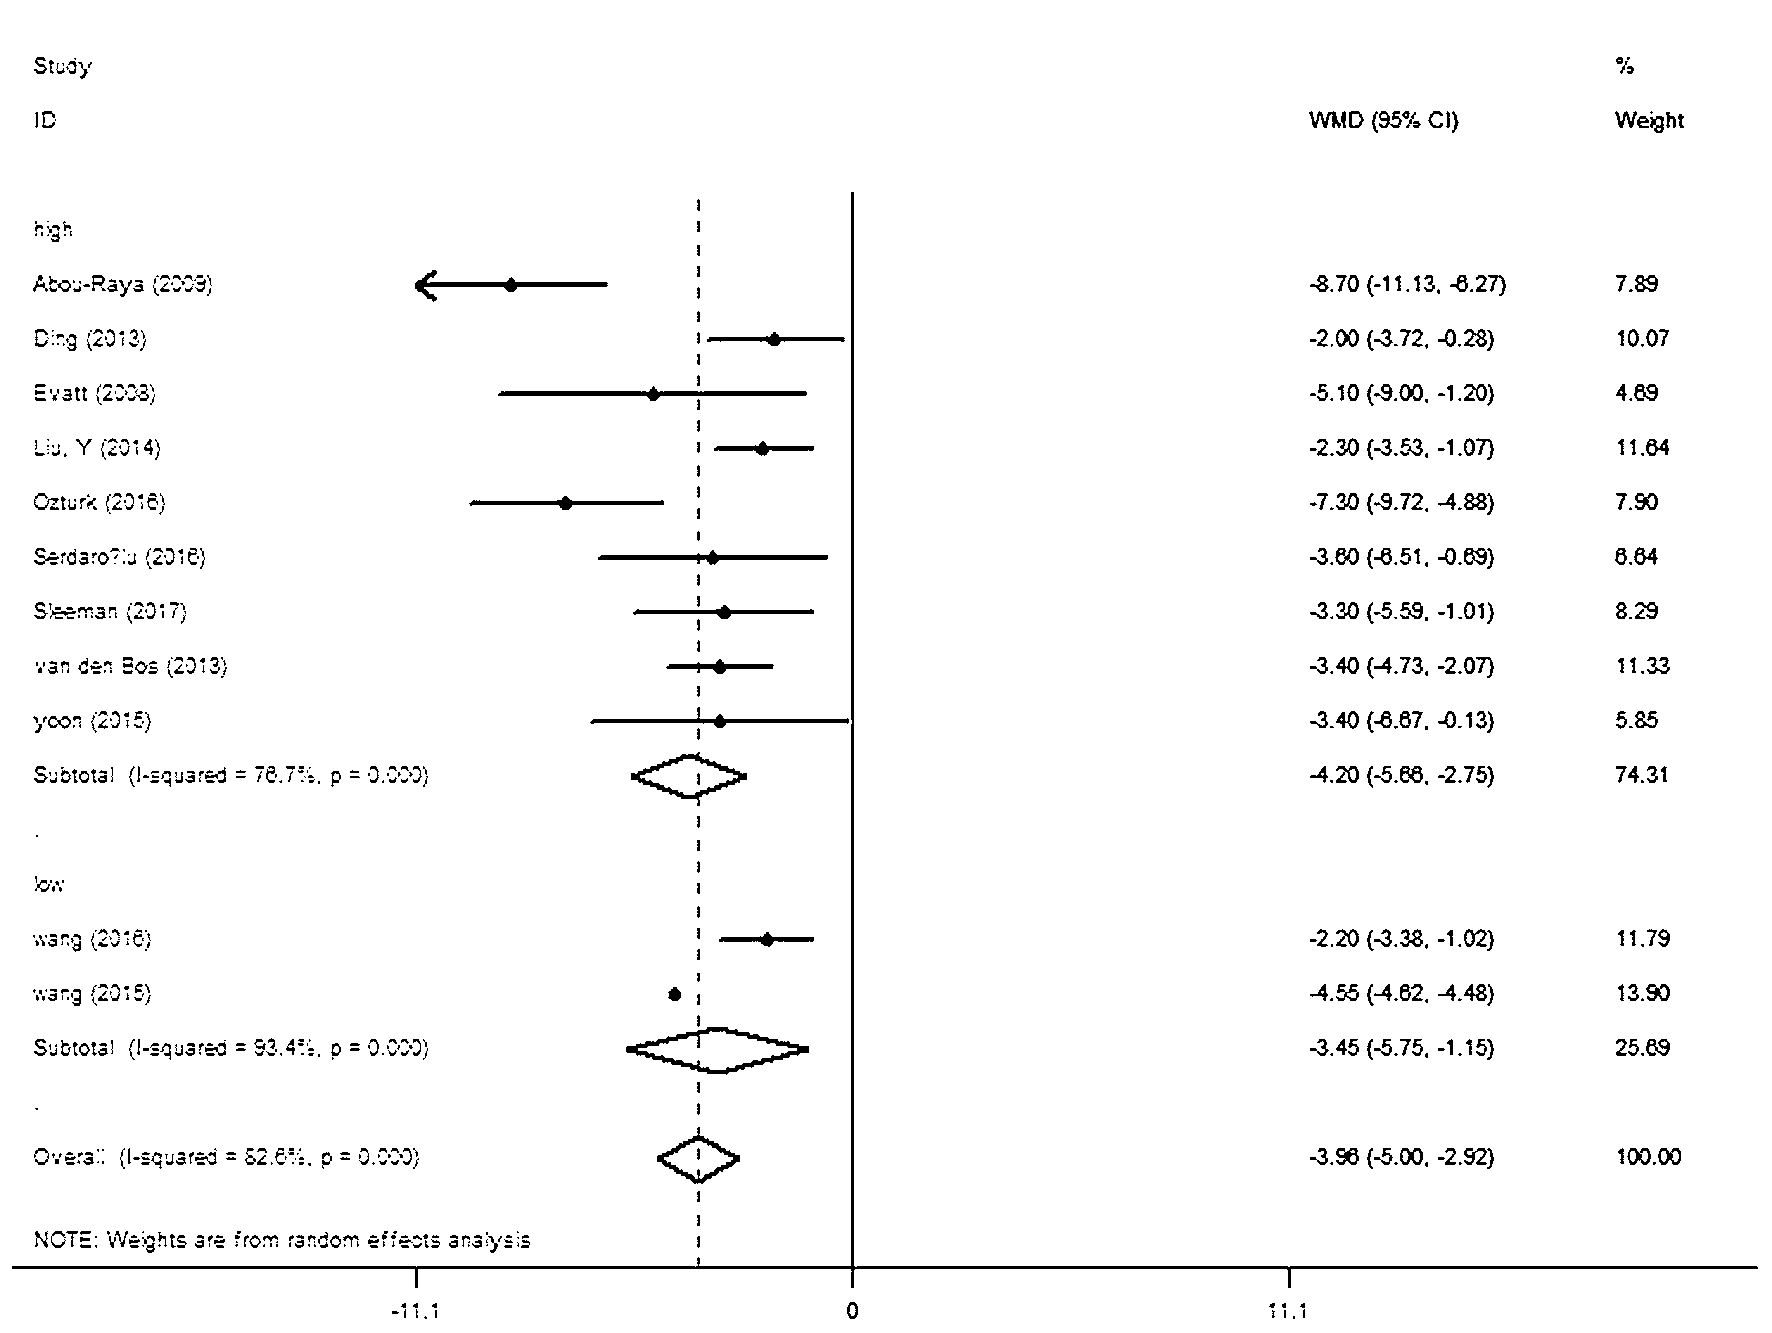 Study %
ID WMD (95% CI) Weight
high
Abou-Raya (2009) -8.70 (-11.13, -6.27) 7.89
Ding (2013) -2.00 (-3.72, -0.28) 10.07
Evatt (2008) -5.10 (-9.00, -1.20) 4.69
Liu, Y (2014) -2.30 (-3.53, -1.07) 11.64
Ozturk (2016) -7.30 (-9.72, -4.88) 7.90
Serdaro?lu (2016) -3.60 (-6.51, -0.69) 6.64
Sleeman (2017) -3.30 (-5.59, -1.01) 8.29
van den Bos (2013) -3.40 (-4.73, -2.07) 11.33
yoon (2015) -3.40 (-6.67, -0.13) 5.85
Subtotal (I-squared = 76.7%, p = 0.000) -4.20 (-5.66, -2.75) 74.31
.
low
wang (2016) -2.20 (-3.38, -1.02) 11.79
wang (2015) -4.55 (-4.62, -4.48) 13.90
Subtotal (I-squared = 93.4%, p = 0.000) -3.45 (-5.75, -1.15) 25.69
.
Overall (I-squared = 82.6%, p = 0.000) -3.96 (-5.00, -2.92) 100.00
NOTE: Weights are from random effects analysis
-11.1 0 11.1